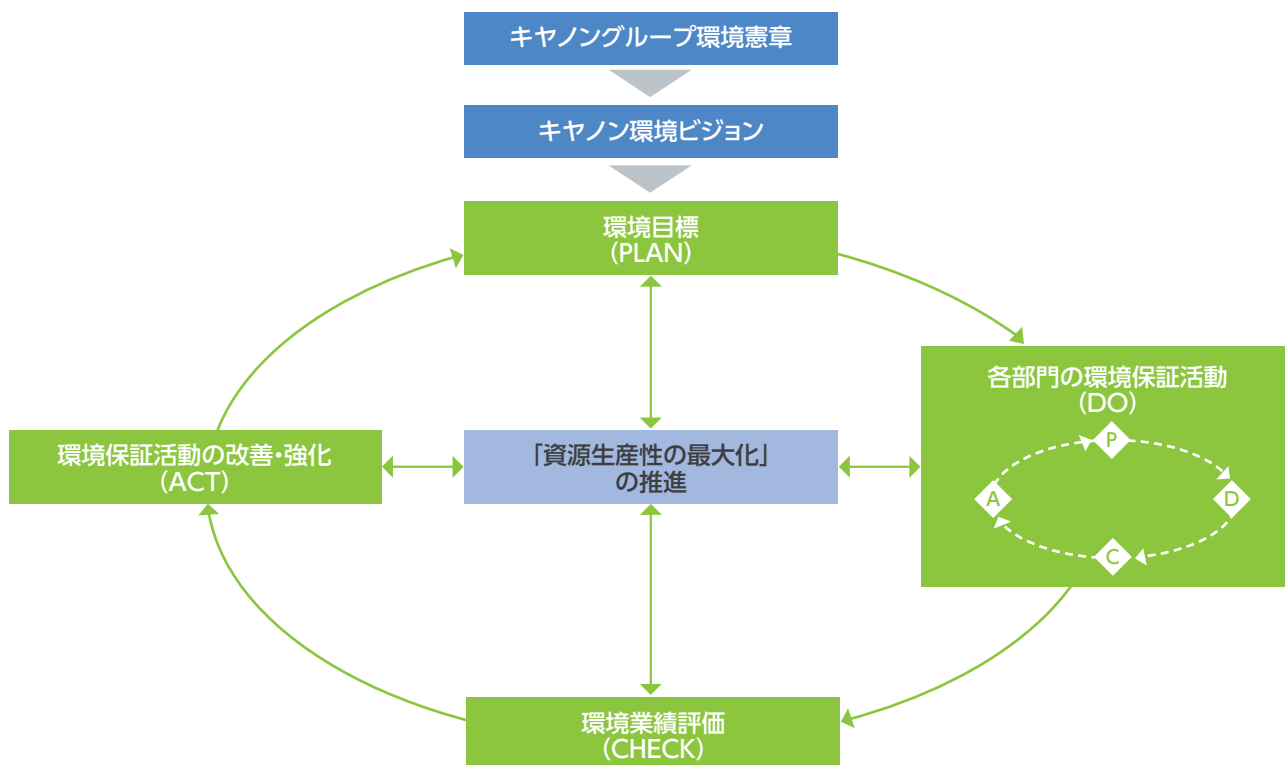 キヤノングループ環境憲章
キヤノン環境ビジョン
環境目標
(PLAN)
各部門の環境保証活動
(DO)
P
A
D
C
環境保証活動の改善・強化
(ACT)
「資源生産性の最大化」
の推進
環境業績評価
(CHECK)